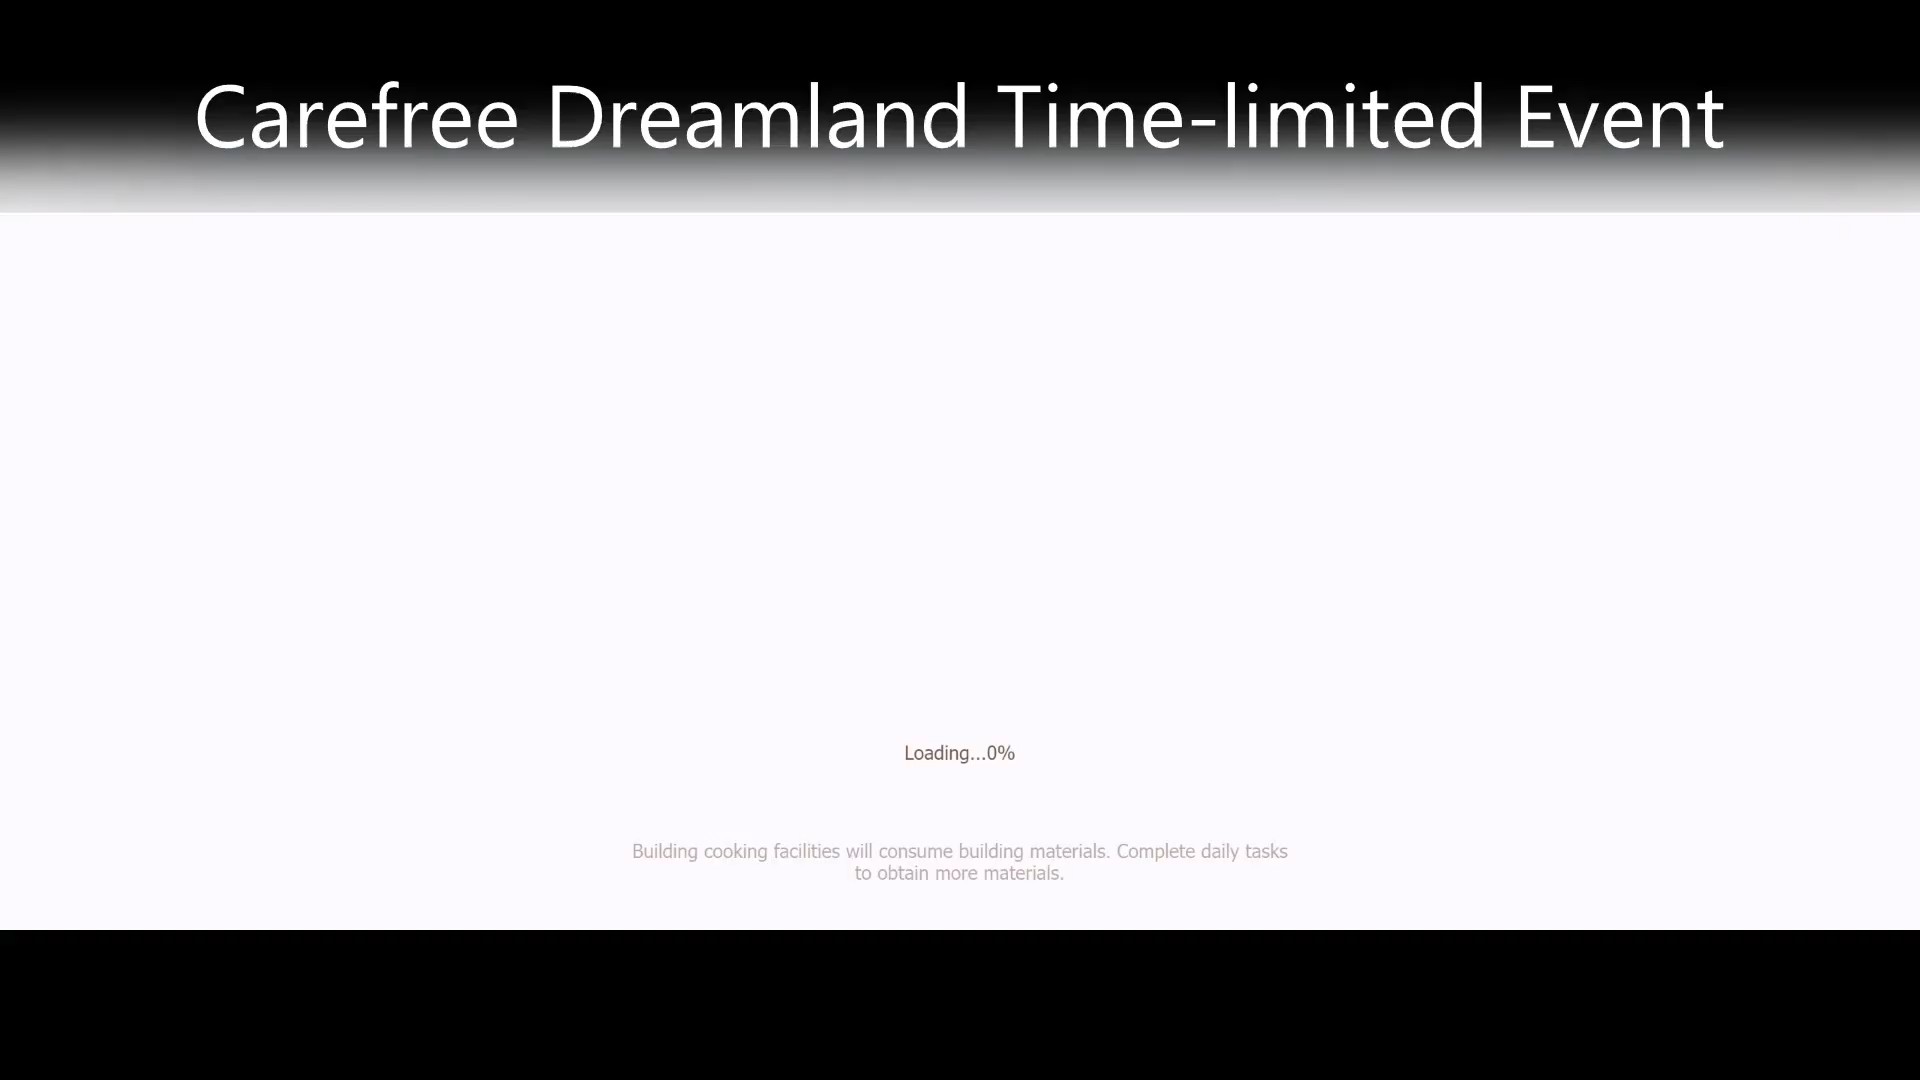 Carefree Dreamland Time-limited Event
Loading...0%
Building cooking facilities will consume building materials. Complete daily tasks
to obtain more materials.